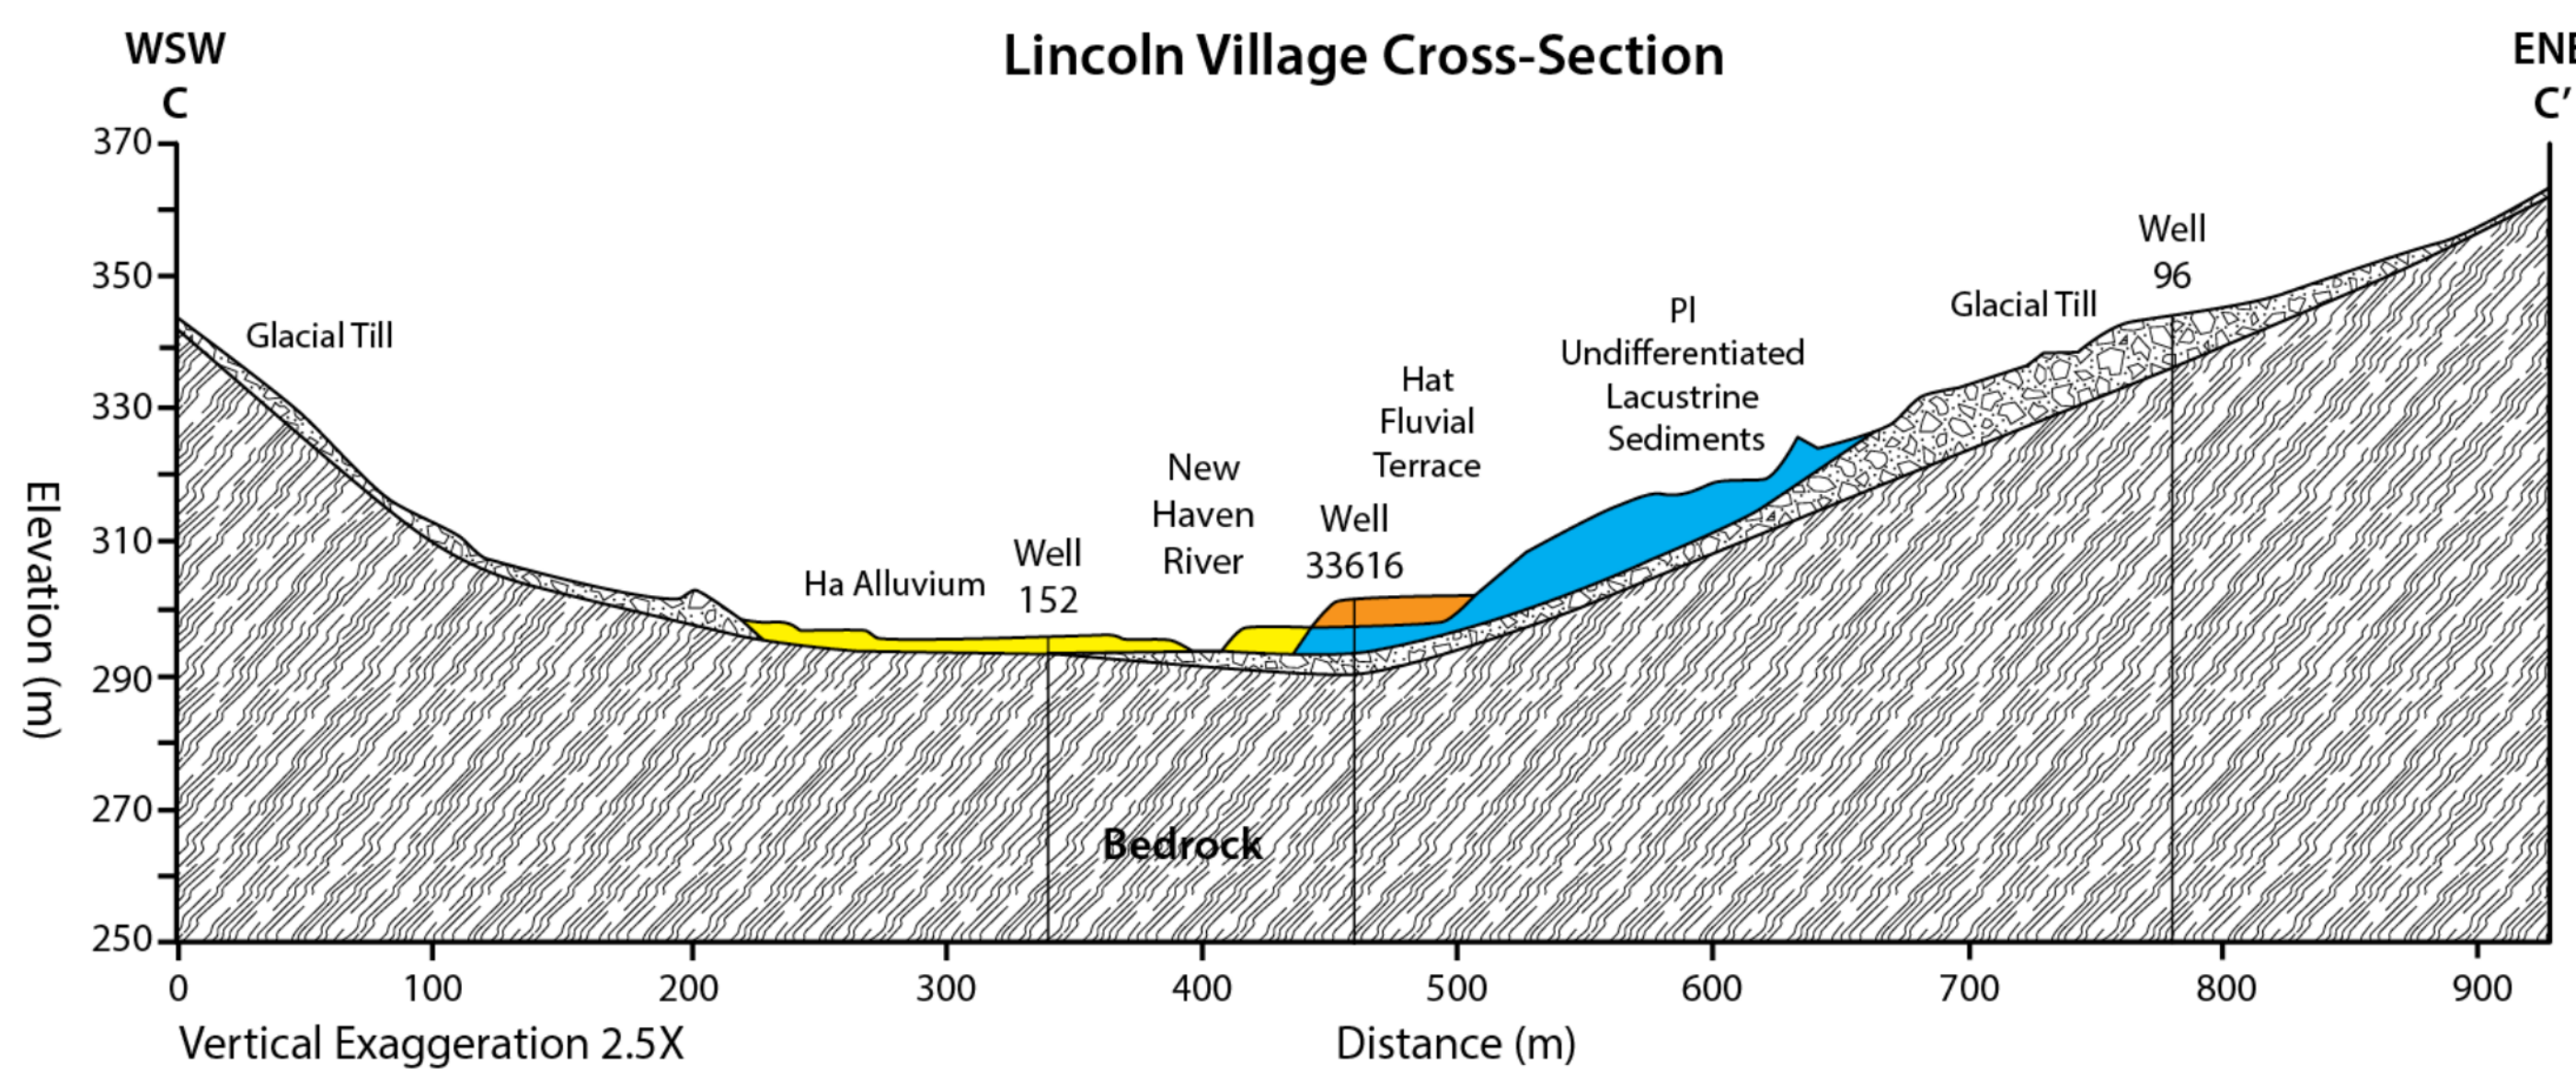 WSW
C
Lincoln Village Cross-Section
ENE
C’
370
350
330
310
290
270
250
Elevation (m)
Glacial Till
Ha Alluvium
Well
152
New
Haven
River
Well
33616
Hat
Fluvial
Terrace
Pl
Undifferentiated
Lacustrine
Sediments
Glacial Till
Well
96
Bedrock
0 100 200 300 400 500 600 700 800 900
Vertical Exaggeration 2.5X
Distance (m)